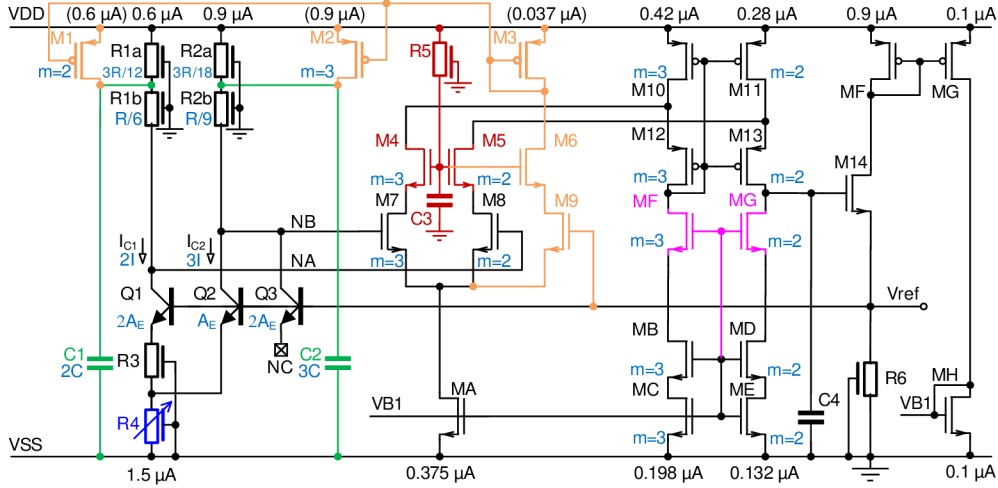 (0.6 µA) 0.6 µA 0.9 µA (0.9 µA) (0.037 µA) 0.42 µA 0.28 µA 0.9 µA 0.1 µA
VDD
M1 R1a R2a M2 R5 M3
m=2 3R/12 3R/18 m=3 m=3 m=2
M10 M11 MF MG
R1b R2b
R/6 R/9
M4 M5 M6 M12 M13
M14
m=3 m=2 m=3 m=2
C3
M7 M8 M9 MF MG
NB
m=3 m=2 m=3 m=2
IC1 IC2
2I 3I NA
Q1 Q2 Q3 Vref
2AE AE 2AE
MB MD
C1 R3 NC C2 m=3 m=2
2C 3C
MC ME R6 MH
MA
R4 VB1 C4 VB1
m=3 m=2
VSS
1.5 µA 0.375 µA 0.198 µA 0.132 µA 0.1 µA